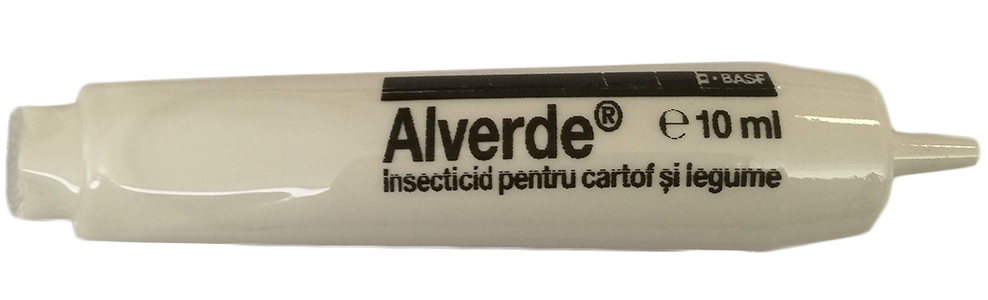 BASF
Alverde® ℮ 10 ml
insecticid pentru cartof și legume